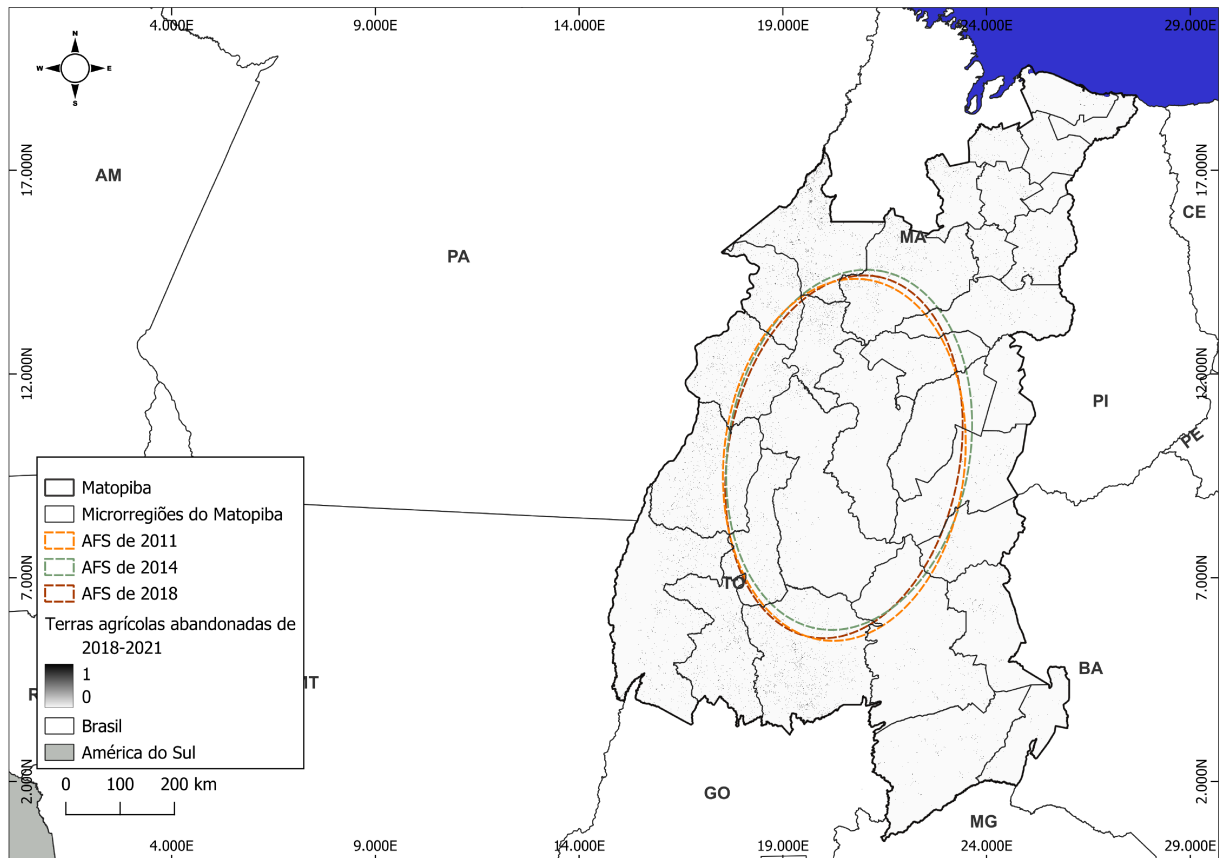 4.000E 9.000E 14.000E 19.000E 24.000E 29.000E
N
W E
S
17.000N 17.000N
AM
CE
MA
PA
12.000N 12.000N
PI
PE
Matopiba
Microrregiões do Matopiba
AFS de 2011
AFS de 2014
AFS de 2018
Terras agrícolas abandonadas de
2018-2021
1
0
Brasil
América do Sul
7.000N 7.000N
TO
BA
R
IT
0 100 200 km
2.000N 2.000N
GO
MG
4.000E 9.000E 14.000E 19.000E 24.000E 29.000E